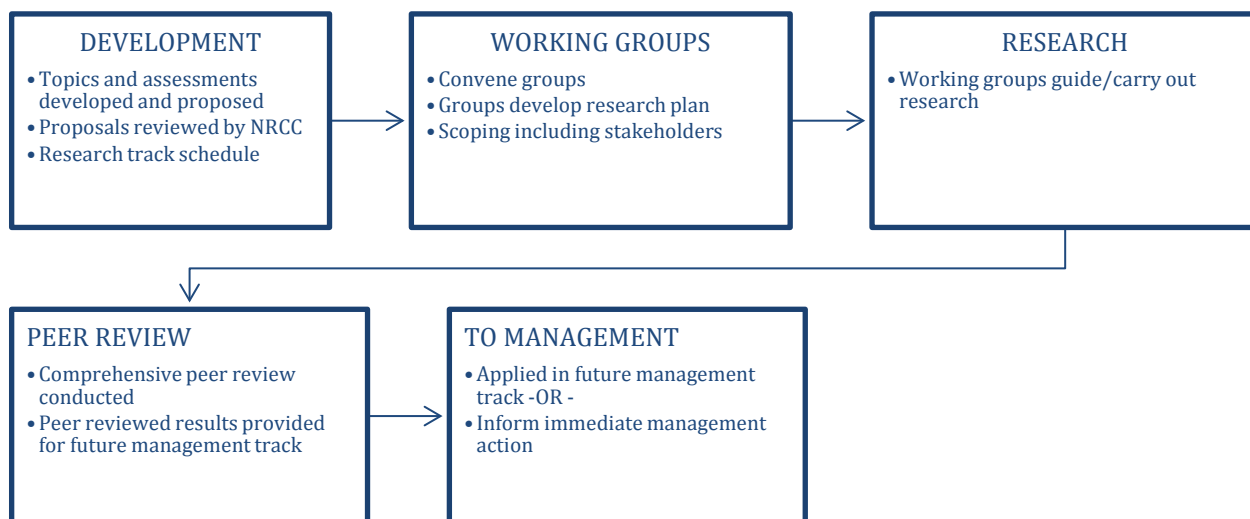 DEVELOPMENT
• Topics and assessments
developed and proposed
• Proposals reviewed by NRCC
• Research track schedule
WORKING GROUPS
• Convene groups
• Groups develop research plan
• Scoping including stakeholders
RESEARCH
• Working groups guide/carry out
research
PEER REVIEW
• Comprehensive peer review
conducted
• Peer reviewed results provided
for future management track
TO MANAGEMENT
• Applied in future management
track -OR -
• Inform immediate management
action